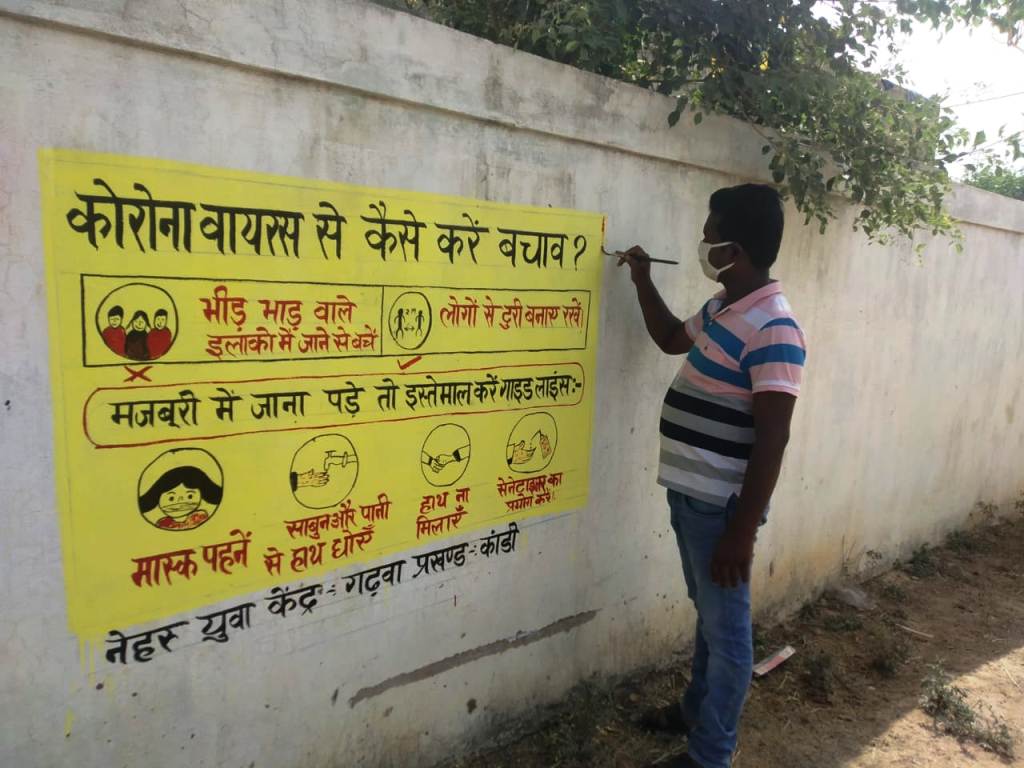 कोरोना वायरस से कैसे करें बचाव ?
भीड़ भाड़ वाले
इलाको में जाने से बचें
लोगों से दुरी बनाए रखें।
मजबूरी में जाना पड़े तो इस्तेमाल करें गाइड लाइंस:-
मास्क पहनें
साबुन और पानी
से हाथ धोएँ
हाथ ना
मिलाएँ
सेनेटाइजर का
प्रयोग करें।
नेहरु युवा केंद्र - गढ़वा प्रखण्ड - कांडी